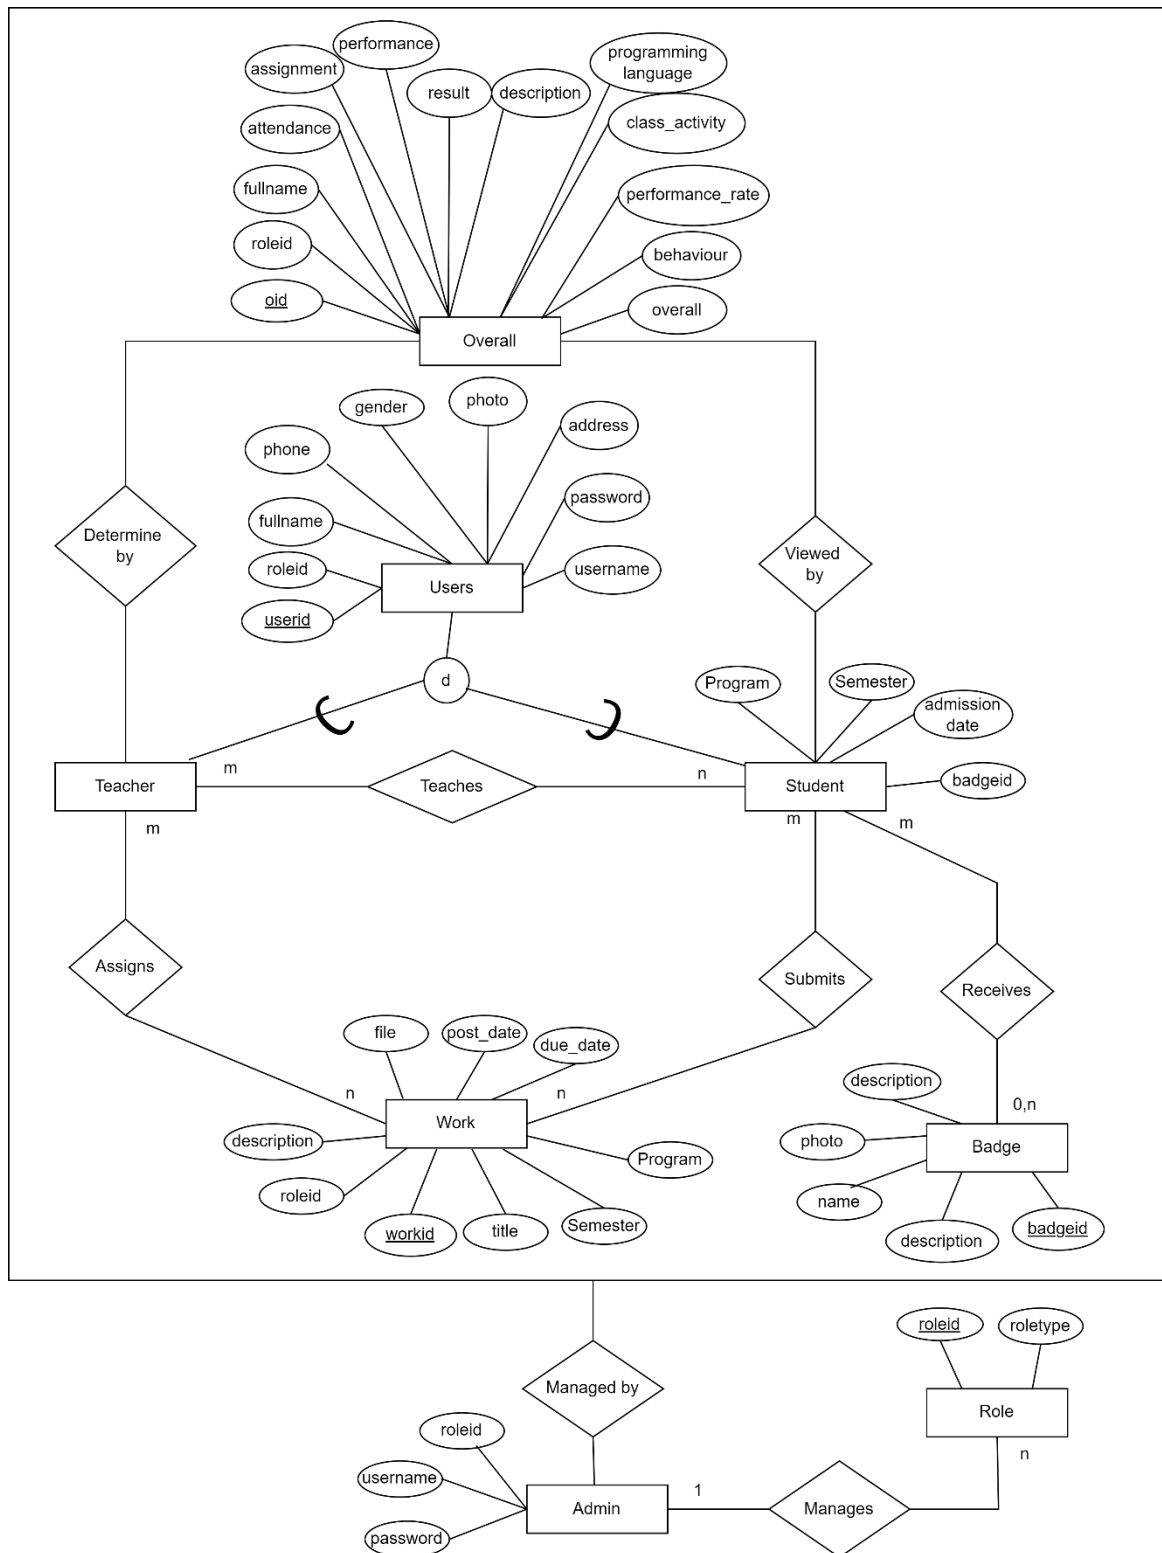 performance
programming
language
assignment
result
description
attendance
class_activity
fullname
performance_rate
roleid
behaviour
oid
overall
Overall
gender
photo
address
phone
password
fullname
Determine
by
Viewed
by
roleid
username
Users
userid
d
Program
Semester
admission
date
m
n
Teacher
Teaches
Student
badgeid
m
m
m
Assigns
Submits
Receives
file
post_date
due_date
description
n
n
0,n
Work
description
photo
Badge
Program
roleid
name
workid
title
Semester
description
badgeid
roleid
roletype
Managed by
Role
roleid
n
username
1
Admin
Manages
password